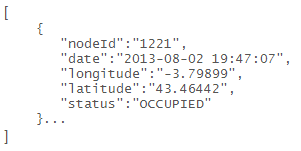 [
    {
        "nodeId":"1221",
        "date":"2013-08-02 19:47:07",
        "longitude":"-3.79899",
        "latitude":"43.46442",
        "status":"OCCUPIED"
    }...
]